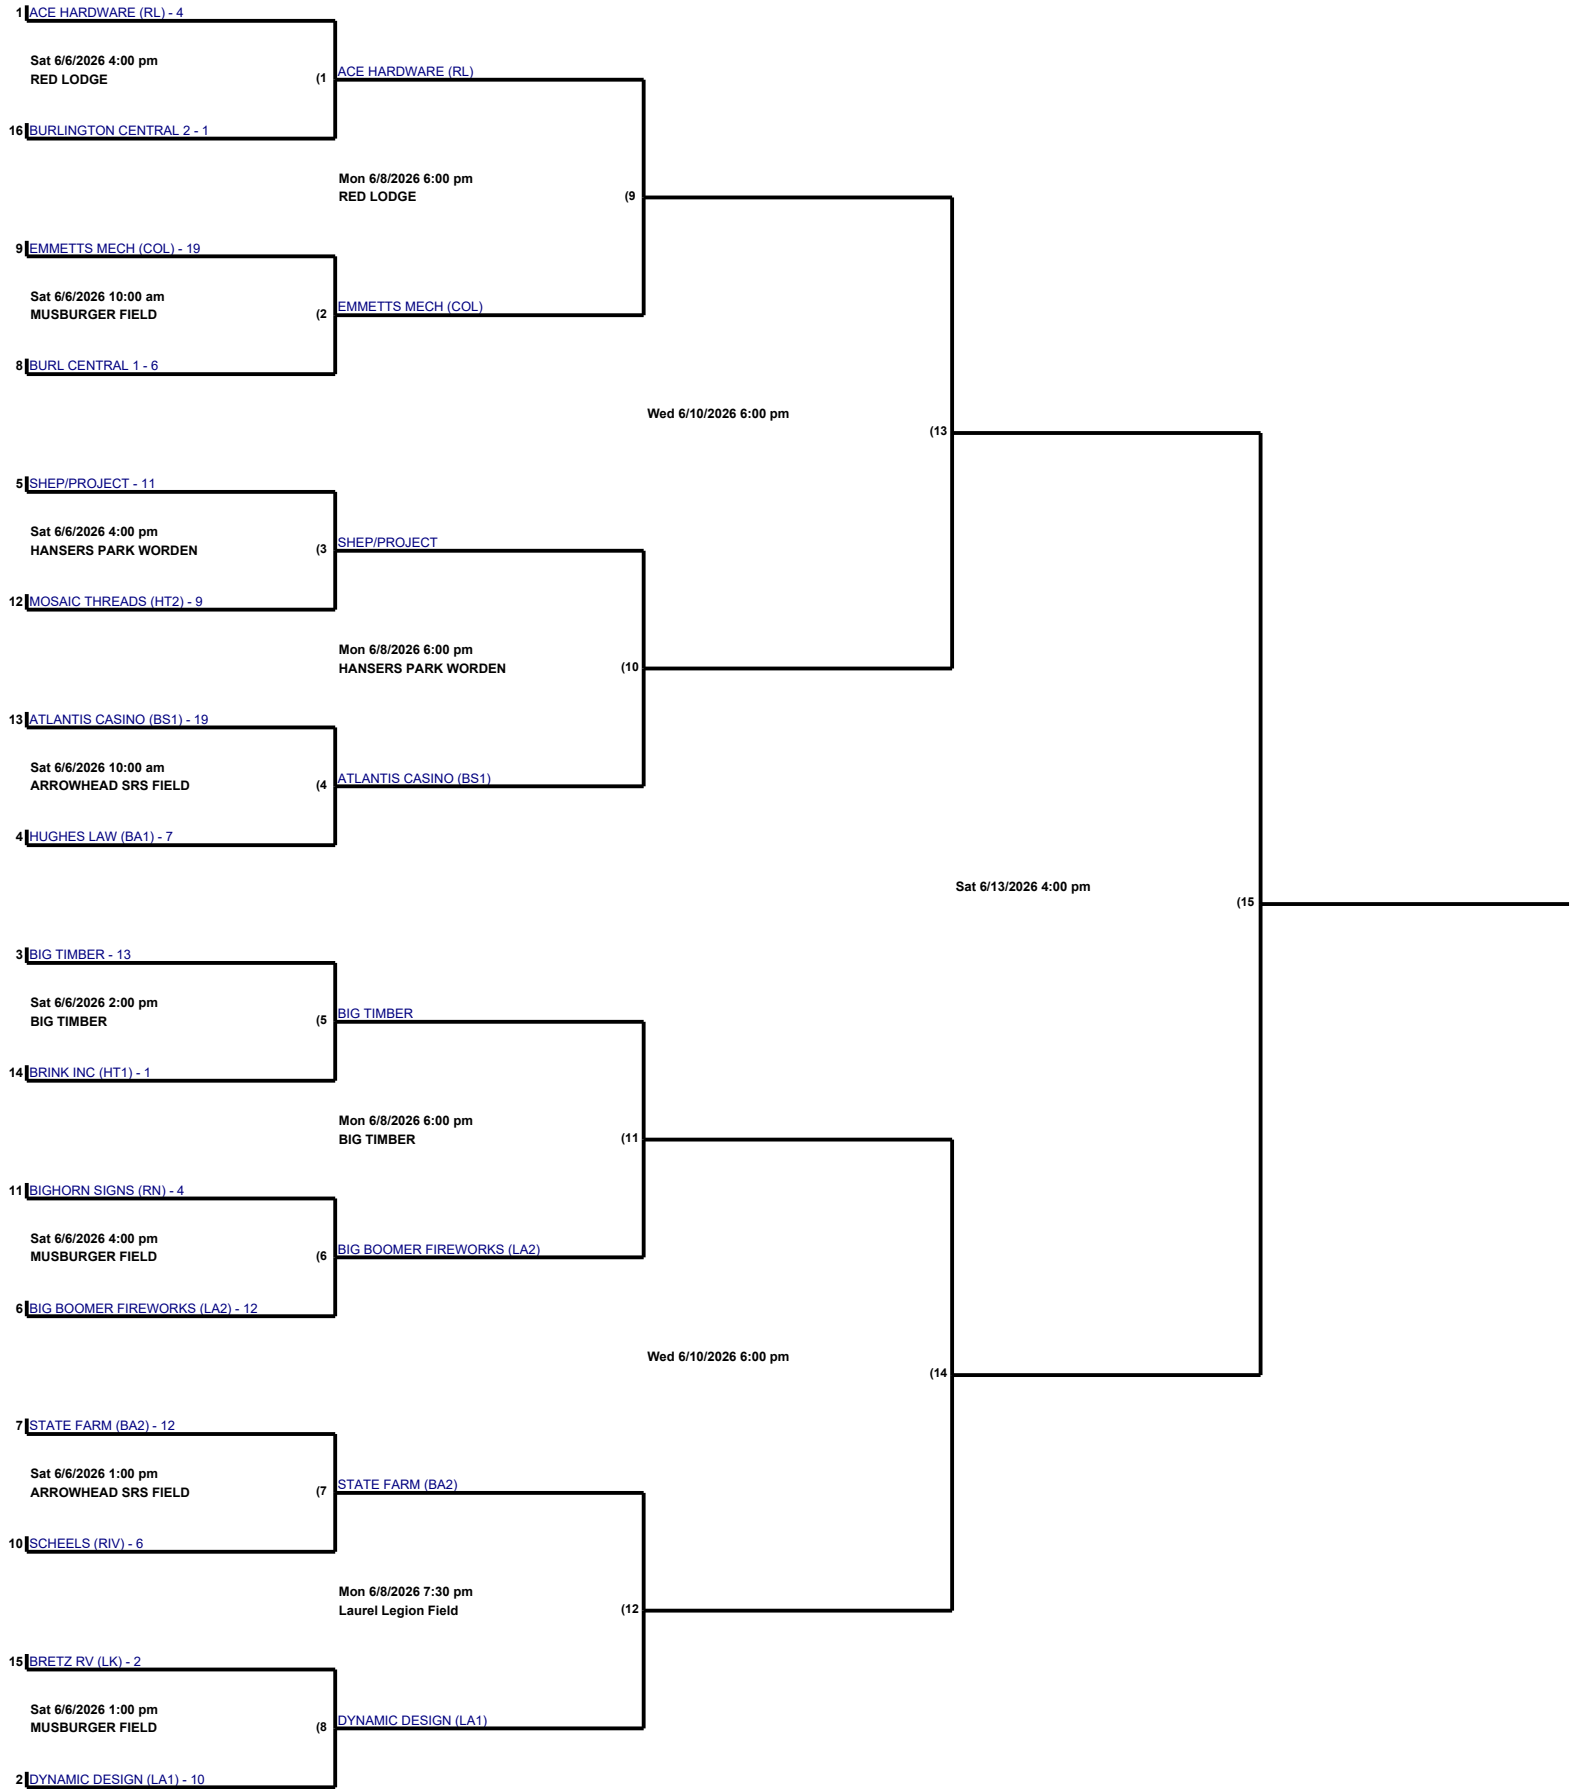 1 ACE HARDWARE (RL) - 4
Sat 6/6/2026 4:00 pm
RED LODGE
(1
ACE HARDWARE (RL)
16 BURLINGTON CENTRAL 2 - 1
Mon 6/8/2026 6:00 pm
RED LODGE
(9
9 EMMETTS MECH (COL) - 19
Sat 6/6/2026 10:00 am
MUSBURGER FIELD
(2
EMMETTS MECH (COL)
8 BURL CENTRAL 1 - 6
Wed 6/10/2026 6:00 pm
(13
5 SHEP/PROJECT - 11
Sat 6/6/2026 4:00 pm
HANSERS PARK WORDEN
(3
SHEP/PROJECT
12 MOSAIC THREADS (HT2) - 9
Mon 6/8/2026 6:00 pm
HANSERS PARK WORDEN
(10
13 ATLANTIS CASINO (BS1) - 19
Sat 6/6/2026 10:00 am
ARROWHEAD SRS FIELD
(4
ATLANTIS CASINO (BS1)
4 HUGHES LAW (BA1) - 7
Sat 6/13/2026 4:00 pm
(15
3 BIG TIMBER - 13
Sat 6/6/2026 2:00 pm
BIG TIMBER
(5
BIG TIMBER
14 BRINK INC (HT1) - 1
Mon 6/8/2026 6:00 pm
BIG TIMBER
(11
11 BIGHORN SIGNS (RN) - 4
Sat 6/6/2026 4:00 pm
MUSBURGER FIELD
(6
BIG BOOMER FIREWORKS (LA2)
6 BIG BOOMER FIREWORKS (LA2) - 12
Wed 6/10/2026 6:00 pm
(14
7 STATE FARM (BA2) - 12
Sat 6/6/2026 1:00 pm
ARROWHEAD SRS FIELD
(7
STATE FARM (BA2)
10 SCHEELS (RIV) - 6
Mon 6/8/2026 7:30 pm
Laurel Legion Field
(12
15 BRETZ RV (LK) - 2
Sat 6/6/2026 1:00 pm
MUSBURGER FIELD
(8
DYNAMIC DESIGN (LA1)
2 DYNAMIC DESIGN (LA1) - 10